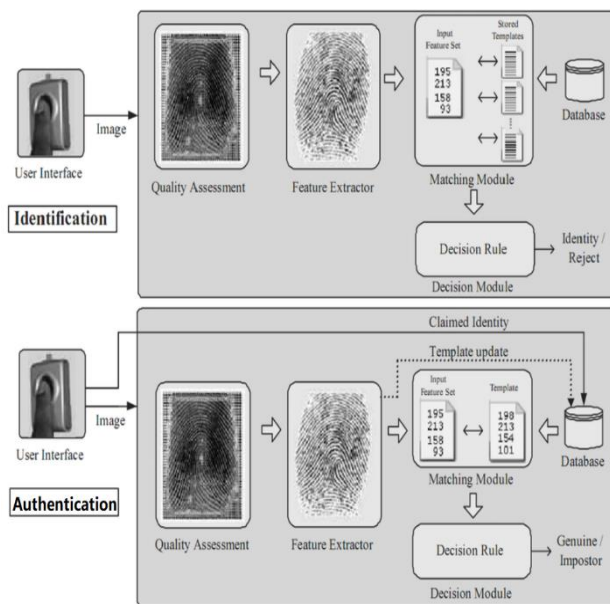 Input
Feature Set
Stored
Templates
195
213
158
93
Image
Database
User Interface
Quality Assessment
Feature Extractor
Matching Module
Identification
Decision Rule
Identity /
Reject
Decision Module
Claimed Identity
Template update
Input
Feature Set
Template
195
213
158
93
198
213
154
101
Image
Database
User Interface
Matching Module
Authentication
Quality Assessment
Feature Extractor
Decision Rule
Genuine /
Impostor
Decision Module